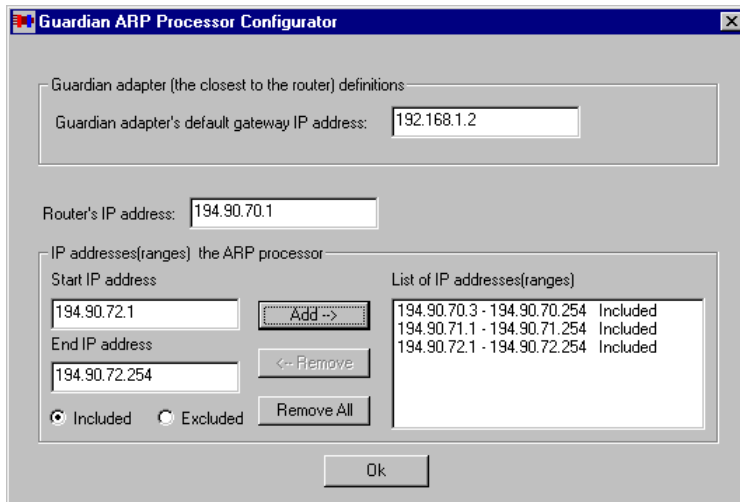 Guardian ARP Processor Configurator
Guardian adapter (the closest to the router) definitions
Guardian adapter's default gateway IP address: 192.168.1.2
Router's IP address: 194.90.70.1
IP addresses(ranges) the ARP processor
Start IP address
194.90.72.1
End IP address
194.90.72.254
Included Excluded
Add -->
<-- Remove
Remove All
List of IP addresses(ranges)
194.90.70.3 - 194.90.70.254 Included
194.90.71.1 - 194.90.71.254 Included
194.90.72.1 - 194.90.72.254 Included
Ok